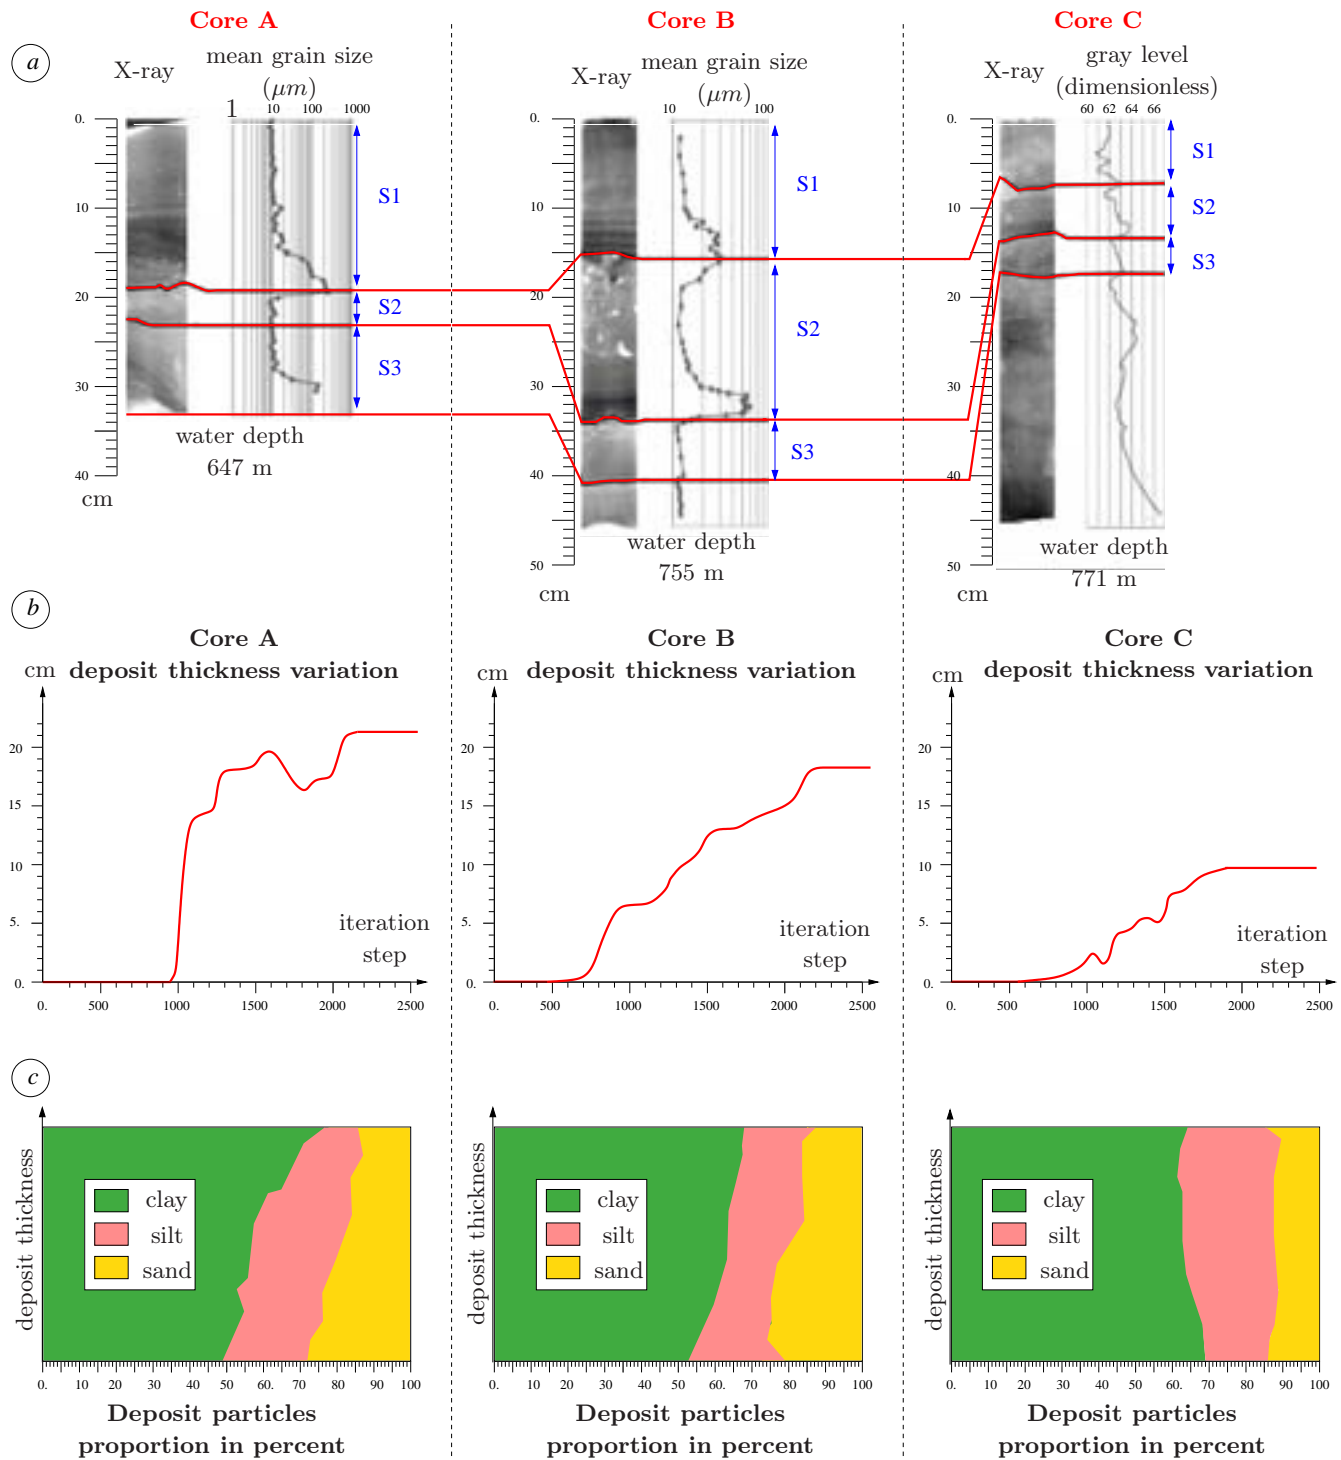 Core A
Core B
Core C
a
X-ray
mean grain size
(μm)
1
10
100
1000
X-ray
mean grain size
(μm)
10
100
X-ray
gray level
(dimensionless)
60
62
64
66
0.
10
20
30
40
cm
S1
S2
S3
water depth
647 m
0.
10
20
30
40
50
cm
S1
S2
S3
water depth
755 m
0.
10
20
30
40
50
cm
S1
S2
S3
water depth
771 m
b
Core A
cm deposit thickness variation
20
15
10
5.
0.
iteration
step
0. 500 1000 1500 2000 2500
Core B
cm deposit thickness variation
20
15
10
5.
0.
iteration
step
0. 500 1000 1500 2000 2500
Core C
cm deposit thickness variation
20
15
10
5.
0.
iteration
step
0. 500 1000 1500 2000 2500
c
deposit thickness
clay
silt
sand
0. 10 20 30 40 50 60. 70 80 90 100
Deposit particles
proportion in percent
deposit thickness
clay
silt
sand
0. 10 20 30 40 50 60. 70 80 90 100
Deposit particles
proportion in percent
deposit thickness
clay
silt
sand
0. 10 20 30 40 50 60. 70 80 90 100
Deposit particles
proportion in percent